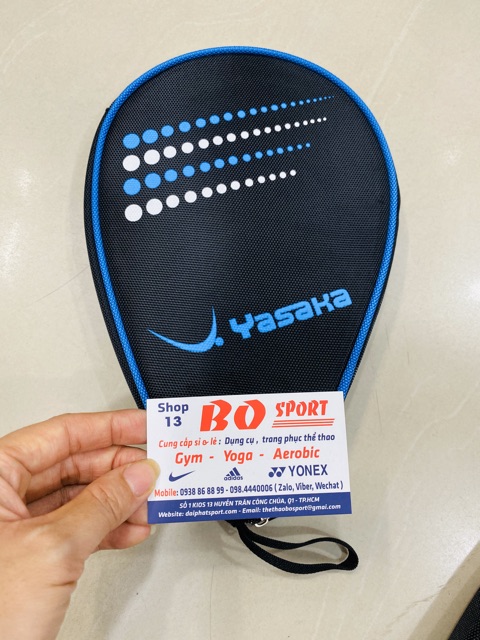 Yasaka
Shop 13
BO SPORT
Cung cấp sỉ & lẻ : Dụng cụ , trang phục thể thao
Gym - Yoga - Aerobic
adidas YONEX
Mobile: 0938 86 88 99 - 098.4440006 ( Zalo, Viber, Wechat )
SỐ 1 KIOS 13 HUYỀN TRÂN CÔNG CHÚA, Q1 - TP.HCM
Website: daiphatsport.com - Email: thethaobosport@gmai.com